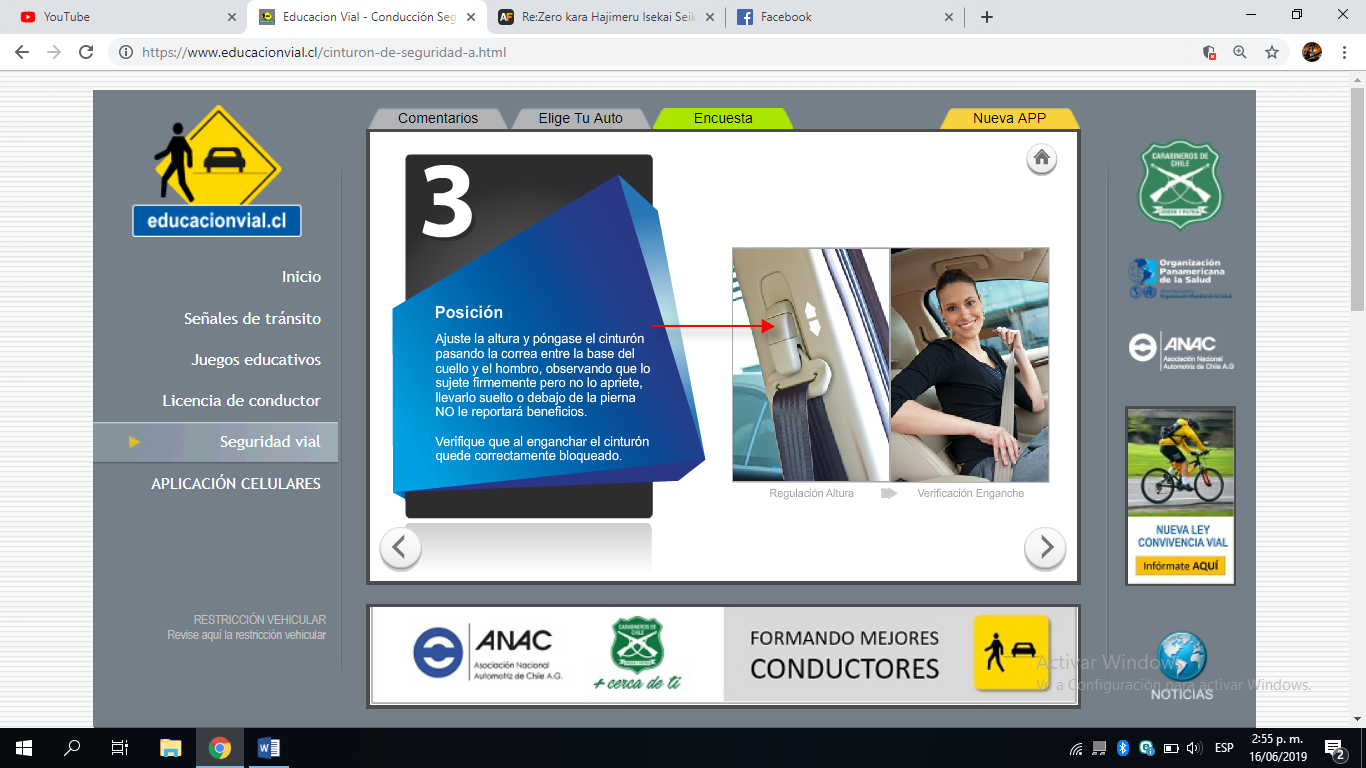 YouTube
Educacion Vial - Conducción Seg
Re:Zero kara Hajimeru Isekai Seik
Facebook
https://www.educacionvial.cl/cinturon-de-seguridad-a.html
educacionvial.cl
Inicio
Señales de tránsito
Juegos educativos
Licencia de conductor
Seguridad vial
APLICACIÓN CELULARES
RESTRICCIÓN VEHICULAR
Revise aquí la restricción vehicular
Comentarios
Elige Tu Auto
Encuesta
Nueva APP
3
Posición
Ajuste la altura y póngase el cinturón
pasando la correa entre la base del
cuello y el hombro, observando que lo
sujete firmemente pero no lo apriete,
llevarlo suelto o debajo de la pierna
NO le reportará beneficios.
Verifique que al enganchar el cinturón
quede correctamente bloqueado.
Regulación Altura
Verificación Enganche
ANAC
Asociación Nacional
Automotriz de Chile A.G.
CARABINEROS
DE CHILE
+ cerca de ti
FORMANDO MEJORES
CONDUCTORES
CARABINEROS DE
CHILE
ORDEN Y PATRIA
Organización
Panamericana
de la Salud
ANAC
Asociación Nacional
Automotriz de Chile A.G
NUEVA LEY
CONVIVENCIA VIAL
Infórmate AQUÍ
NOTICIAS
Activar Windows
Ve a Configuración para activar Windows.
ESP
2:55 p. m.
16/06/2019
2